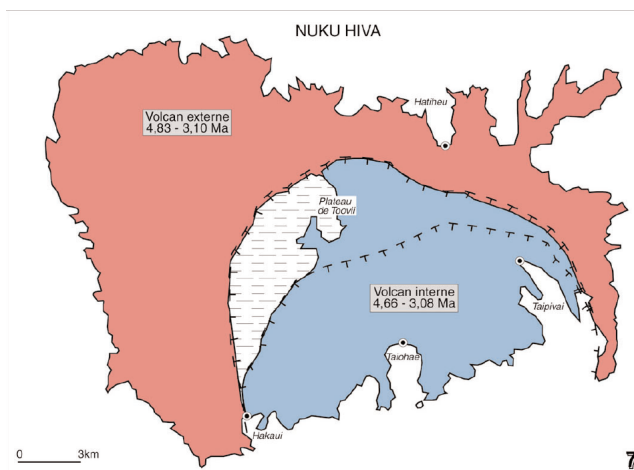 NUKU HIVA
Hatiheu
Volcan externe
4,83 - 3,10 Ma
Plateau
de Toovii
Volcan interne
4,66 - 3,08 Ma
Taipivai
Taiohae
Hakaui
0 3km
7